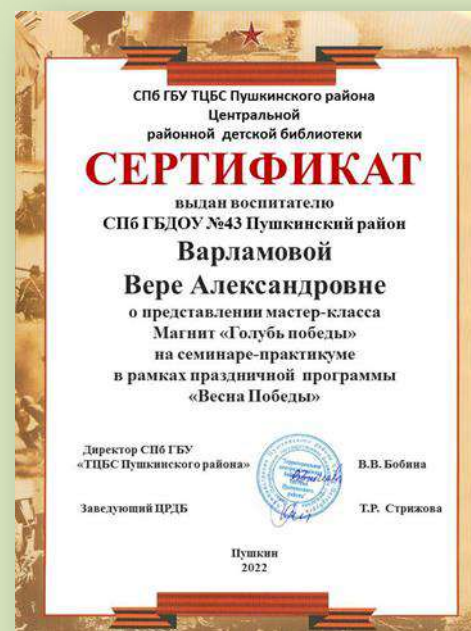 СПб ГБУ ТЦБС Пушкинского района
Центральной
районной детской библиотеки
СЕРТИФИКАТ
выдан воспитателю
СПб ГБДОУ №43 Пушкинский район
Варламовой
Вере Александровне
о представлении мастер-класса
Магнит «Голубь победы»
на семинаре-практикуме
в рамках праздничной программы
«Весна Победы»
Директор СПб ГБУ
«ТЦБС Пушкинского района»
В.В. Бобина
Заведующий ЦРДБ
Т.Р. Стрижова
Пушкин
2022